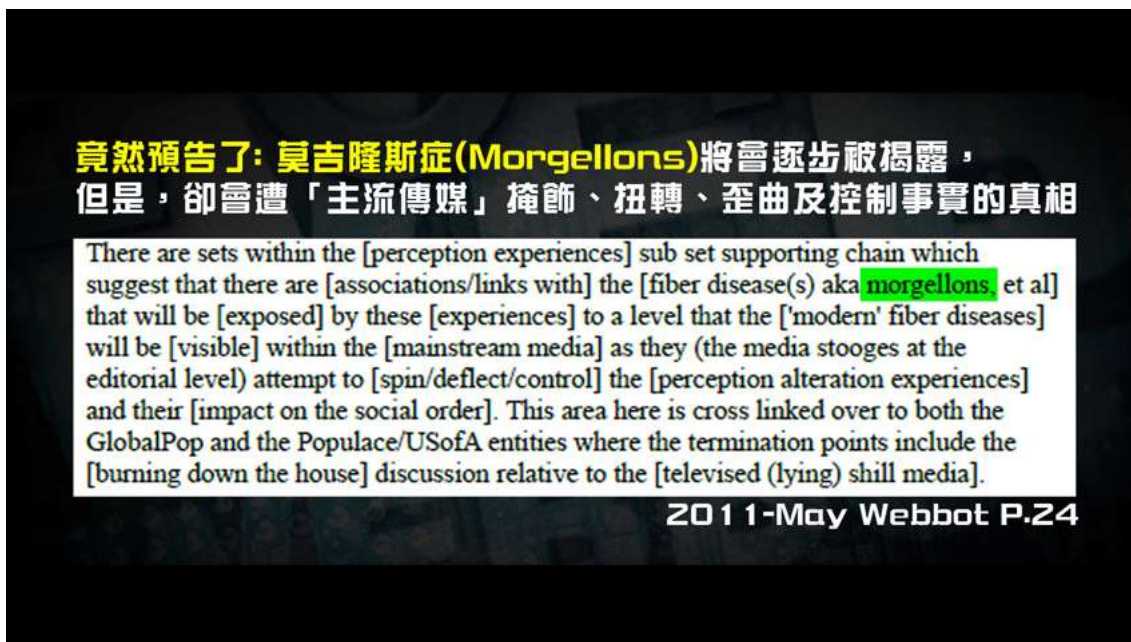 竟然預告了: 莫吉隆斯症(Morgellons)將會逐步被揭露，
但是，卻會遭「主流傳媒」掩飾、扭轉、歪曲及控制事實的真相
There are sets within the [perception experiences] sub set supporting chain which
suggest that there are [associations/links with] the [fiber disease(s) aka morgellons, et al]
that will be [exposed] by these [experiences] to a level that the ['modern' fiber diseases]
will be [visible] within the [mainstream media] as they (the media stooges at the
editorial level) attempt to [spin/deflect/control] the [perception alteration experiences]
and their [impact on the social order]. This area here is cross linked over to both the
GlobalPop and the Populace/USofA entities where the termination points include the
[burning down the house] discussion relative to the [televised (lying) shill media].
2011-May Webbot P.24